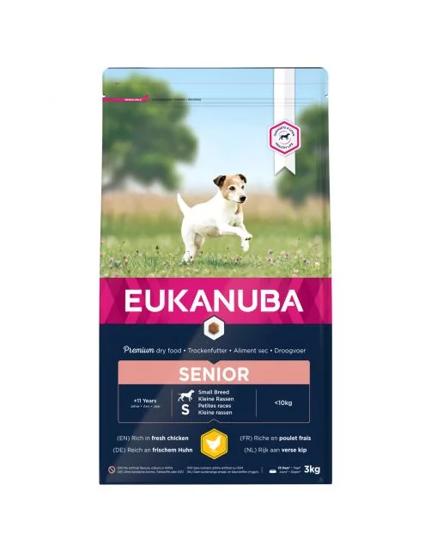 EUKANUBA
Premium dry food • Trockenfutter • Aliment sec • Droogvoer
SENIOR
+11 Years
Small Breed
Kleine Rassen
Petites races
Kleine rassen
S
<10kg
(EN) Rich in fresh chicken
(FR) Riche en poulet frais
(DE) Reich an frischem Huhn
(NL) Rijk aan verse kip
3kg